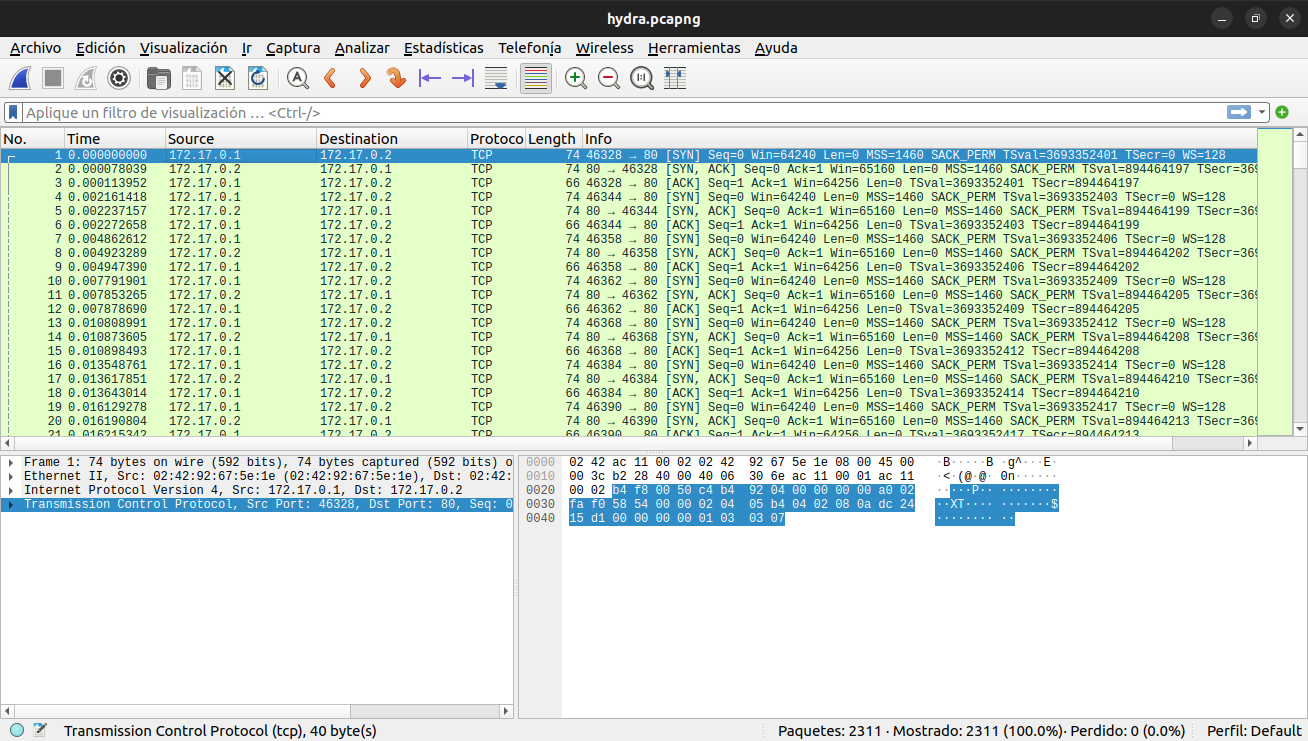 hydra.pcapng
Archivo Edición Visualización Ir Captura Analizar Estadísticas Telefonía Wireless Herramientas Ayuda
Aplique un filtro de visualización … <Ctrl-/>
No. Time Source Destination Protoco Length Info
1 0.000000000 172.17.0.1 172.17.0.2 TCP 74 46328 → 80 [SYN] Seq=0 Win=64240 Len=0 MSS=1460 SACK_PERM TSval=3693352401 TSecr=0 WS=128
2 0.000078039 172.17.0.2 172.17.0.1 TCP 74 80 → 46328 [SYN, ACK] Seq=0 Ack=1 Win=65160 Len=0 MSS=1460 SACK_PERM TSval=894464197 TSecr=369
3 0.000113952 172.17.0.1 172.17.0.2 TCP 66 46328 → 80 [ACK] Seq=1 Ack=1 Win=64256 Len=0 TSval=3693352401 TSecr=894464197
4 0.002161418 172.17.0.1 172.17.0.2 TCP 74 46344 → 80 [SYN] Seq=0 Win=64240 Len=0 MSS=1460 SACK_PERM TSval=3693352403 TSecr=0 WS=128
5 0.002237157 172.17.0.2 172.17.0.1 TCP 74 80 → 46344 [SYN, ACK] Seq=0 Ack=1 Win=65160 Len=0 MSS=1460 SACK_PERM TSval=894464199 TSecr=369
6 0.002272658 172.17.0.1 172.17.0.2 TCP 66 46344 → 80 [ACK] Seq=1 Ack=1 Win=64256 Len=0 TSval=3693352403 TSecr=894464199
7 0.004862612 172.17.0.1 172.17.0.2 TCP 74 46358 → 80 [SYN] Seq=0 Win=64240 Len=0 MSS=1460 SACK_PERM TSval=3693352406 TSecr=0 WS=128
8 0.004923289 172.17.0.2 172.17.0.1 TCP 74 80 → 46358 [SYN, ACK] Seq=0 Ack=1 Win=65160 Len=0 MSS=1460 SACK_PERM TSval=894464202 TSecr=369
9 0.004947390 172.17.0.1 172.17.0.2 TCP 66 46358 → 80 [ACK] Seq=1 Ack=1 Win=64256 Len=0 TSval=3693352406 TSecr=894464202
10 0.007791901 172.17.0.1 172.17.0.2 TCP 74 46362 → 80 [SYN] Seq=0 Win=64240 Len=0 MSS=1460 SACK_PERM TSval=3693352409 TSecr=0 WS=128
11 0.007853265 172.17.0.2 172.17.0.1 TCP 74 80 → 46362 [SYN, ACK] Seq=0 Ack=1 Win=65160 Len=0 MSS=1460 SACK_PERM TSval=894464205 TSecr=369
12 0.007878690 172.17.0.1 172.17.0.2 TCP 66 46362 → 80 [ACK] Seq=1 Ack=1 Win=64256 Len=0 TSval=3693352409 TSecr=894464205
13 0.010808991 172.17.0.1 172.17.0.2 TCP 74 46368 → 80 [SYN] Seq=0 Win=64240 Len=0 MSS=1460 SACK_PERM TSval=3693352412 TSecr=0 WS=128
14 0.010873605 172.17.0.2 172.17.0.1 TCP 74 80 → 46368 [SYN, ACK] Seq=0 Ack=1 Win=65160 Len=0 MSS=1460 SACK_PERM TSval=894464208 TSecr=369
15 0.010898493 172.17.0.1 172.17.0.2 TCP 66 46368 → 80 [ACK] Seq=1 Ack=1 Win=64256 Len=0 TSval=3693352412 TSecr=894464208
16 0.013548761 172.17.0.1 172.17.0.2 TCP 74 46384 → 80 [SYN] Seq=0 Win=64240 Len=0 MSS=1460 SACK_PERM TSval=3693352414 TSecr=0 WS=128
17 0.013617851 172.17.0.2 172.17.0.1 TCP 74 80 → 46384 [SYN, ACK] Seq=0 Ack=1 Win=65160 Len=0 MSS=1460 SACK_PERM TSval=894464210 TSecr=369
18 0.013643014 172.17.0.1 172.17.0.2 TCP 66 46384 → 80 [ACK] Seq=1 Ack=1 Win=64256 Len=0 TSval=3693352414 TSecr=894464210
19 0.016129278 172.17.0.1 172.17.0.2 TCP 74 46390 → 80 [SYN] Seq=0 Win=64240 Len=0 MSS=1460 SACK_PERM TSval=3693352417 TSecr=0 WS=128
20 0.016190804 172.17.0.2 172.17.0.1 TCP 74 80 → 46390 [SYN, ACK] Seq=0 Ack=1 Win=65160 Len=0 MSS=1460 SACK_PERM TSval=894464213 TSecr=369
21 0.016215342 172.17.0.1 172.17.0.2 TCP 66 46390 → 80 [ACK] Seq=1 Ack=1 Win=64256 Len=0 TSval=3693352417 TSecr=894464213
Frame 1: 74 bytes on wire (592 bits), 74 bytes captured (592 bits) o
Ethernet II, Src: 02:42:92:67:5e:1e (02:42:92:67:5e:1e), Dst: 02:42:
Internet Protocol Version 4, Src: 172.17.0.1, Dst: 172.17.0.2
Transmission Control Protocol, Src Port: 46328, Dst Port: 80, Seq: 0
0000 02 42 ac 11 00 02 02 42 92 67 5e 1e 08 00 45 00 ·B·····B ·g^···E·
0010 00 3c b2 28 40 00 40 06 30 6e ac 11 00 01 ac 11 ·<·(@·@· 0n······
0020 00 02 b4 f8 00 50 c4 b4 92 04 00 00 00 00 a0 02 ·····P·· ········
0030 fa f0 58 54 00 00 02 04 05 b4 04 02 08 0a dc 24 ··XT···· ·······$
0040 15 d1 00 00 00 00 01 03 03 07 ········ ··
Transmission Control Protocol (tcp), 40 byte(s)
Paquetes: 2311 · Mostrado: 2311 (100.0%)· Perdido: 0 (0.0%)
Perfil: Default